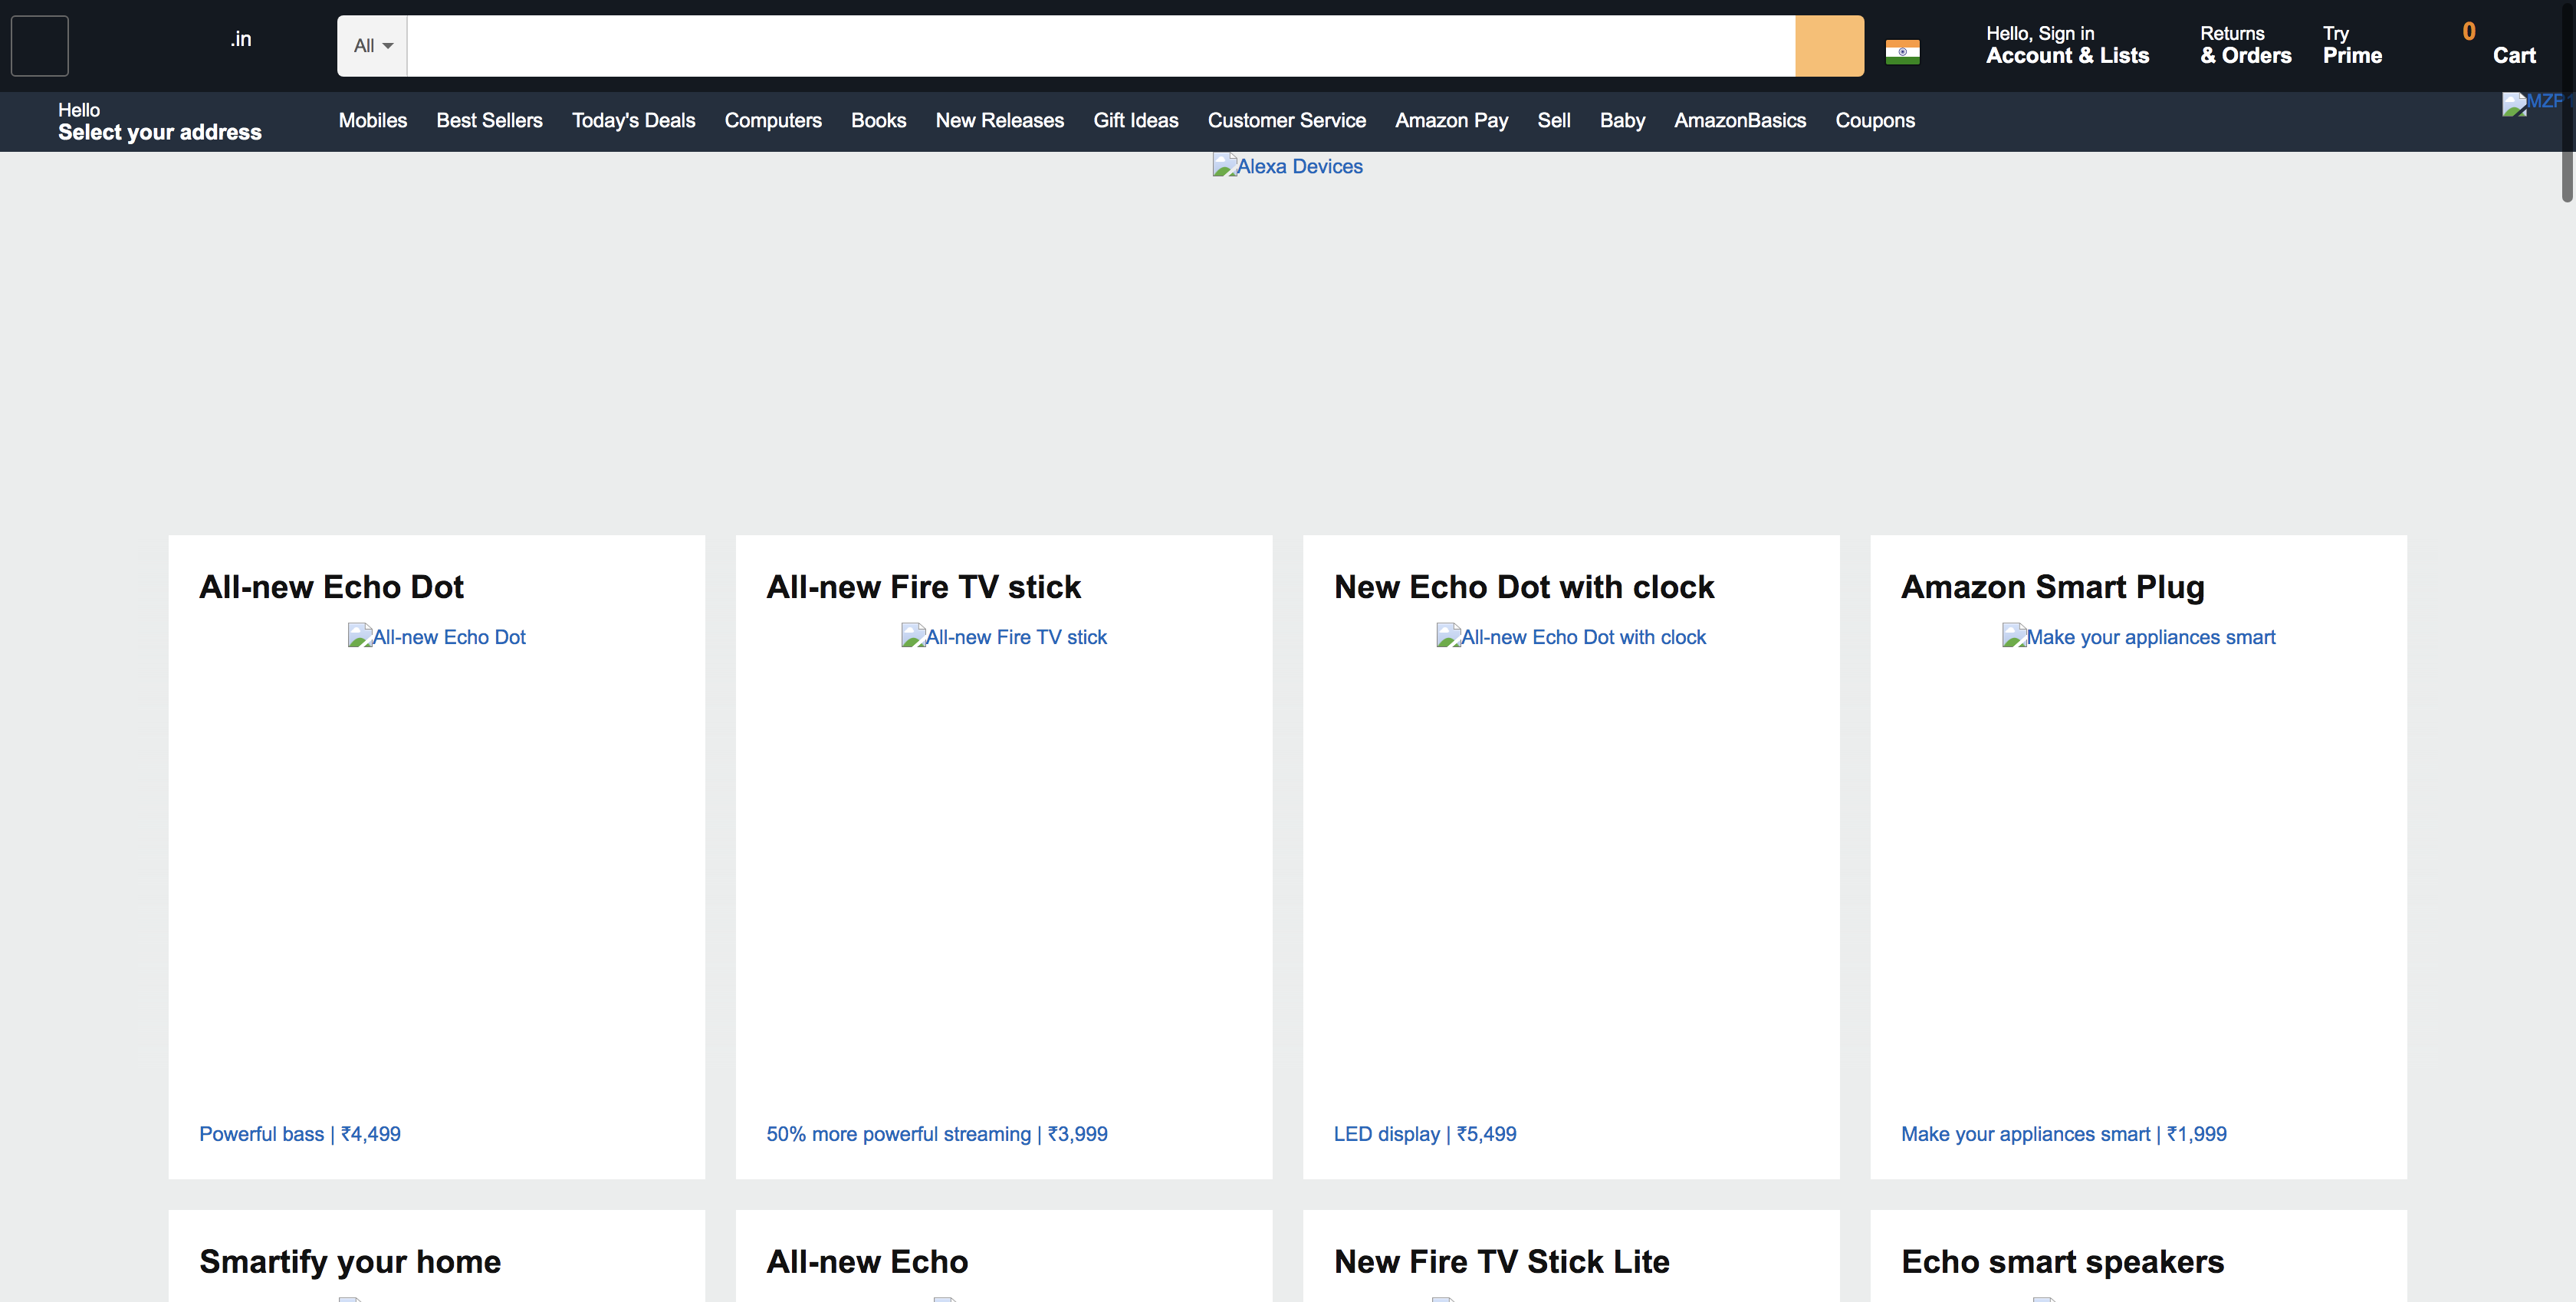 .in
All
Hello, Sign in
Account & Lists
Returns
& Orders
Try
Prime
0
Cart
Hello
Select your address
Mobiles
Best Sellers
Today's Deals
Computers
Books
New Releases
Gift Ideas
Customer Service
Amazon Pay
Sell
Baby
AmazonBasics
Coupons
Alexa Devices
All-new Echo Dot
All-new Fire TV stick
New Echo Dot with clock
Amazon Smart Plug
All-new Echo Dot
All-new Fire TV stick
All-new Echo Dot with clock
Make your appliances smart
Powerful bass | ₹4,499
50% more powerful streaming | ₹3,999
LED display | ₹5,499
Make your appliances smart | ₹1,999
Smartify your home
All-new Echo
New Fire TV Stick Lite
Echo smart speakers